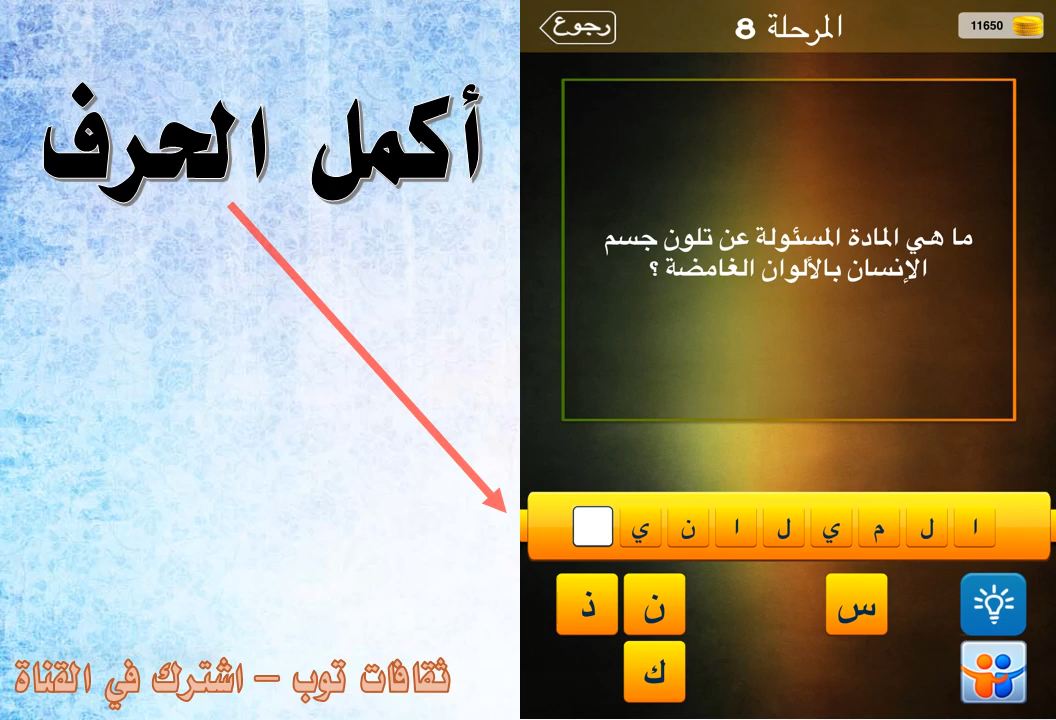 أكمل الحرف
ثقافات توب – اشترك في القناة
رجوع
المرحلة 8
11650
ما هي المادة المسئولة عن تلون جسم
الإنسان بالألوان الغامضة ؟
ا ل م ي ل ا ن ي
ذ ن س
ك